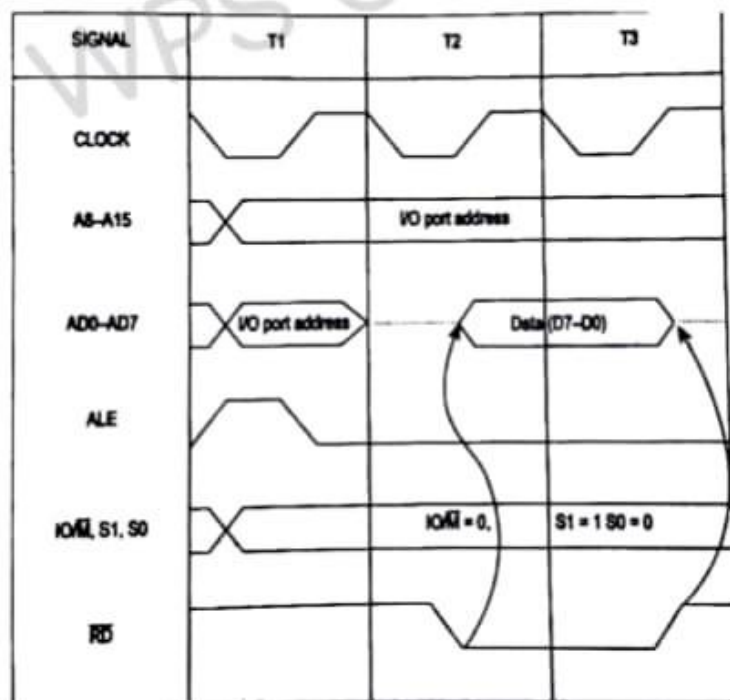 SIGNAL T1 T2 T3
CLOCK
A8–A15 I/O port address
AD0–AD7 I/O port address Data (D7–D0)
ALE
IO/M̅, S1, S0 IO/M̅ = 0, S1 = 1 S0 = 0
R̅D̅
WPS